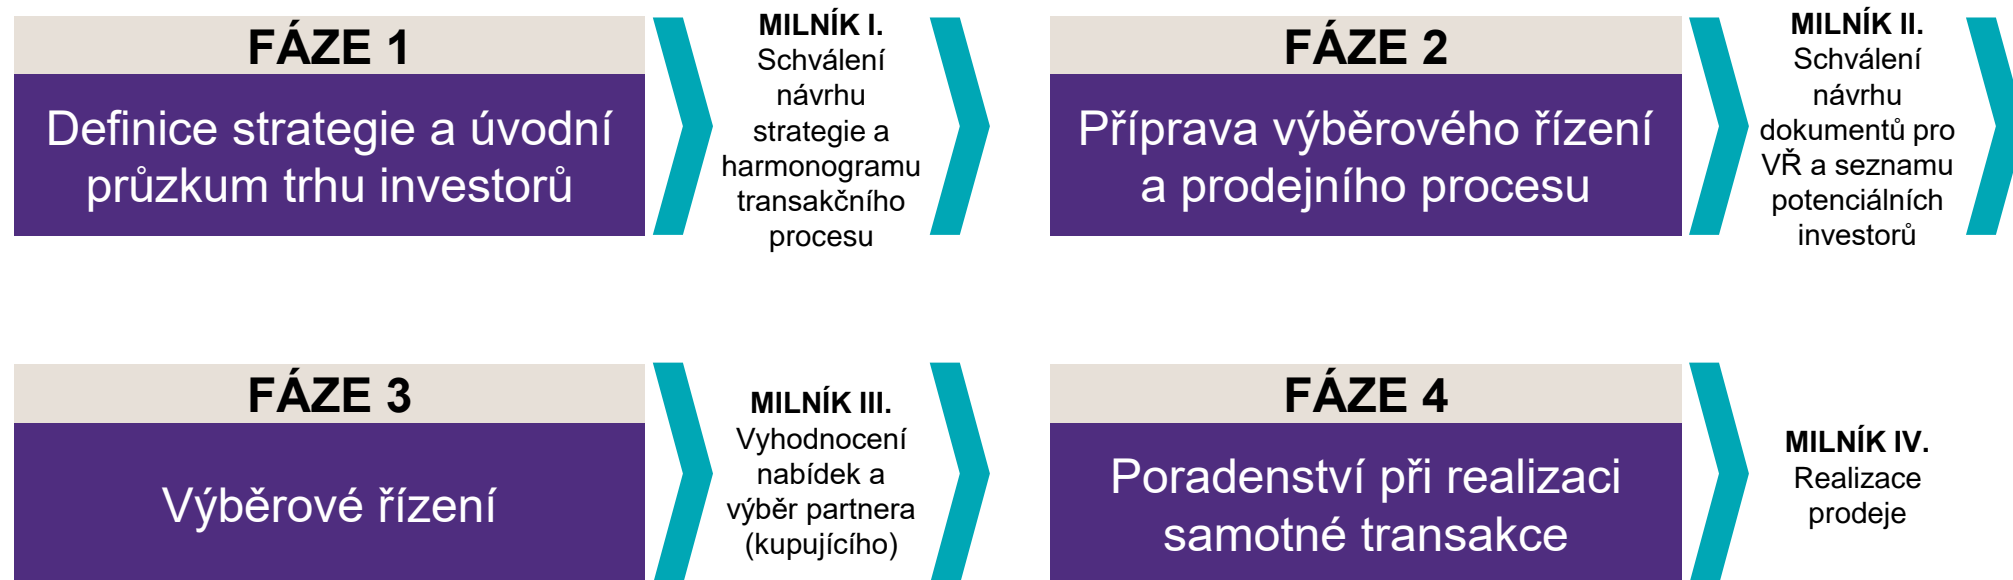 FÁZE 1
Definice strategie a úvodní
průzkum trhu investorů
MILNÍK I.
Schválení
návrhu
strategie a
harmonogramu
transakčního
procesu
FÁZE 2
Příprava výběrového řízení
a prodejního procesu
MILNÍK II.
Schválení
návrhu
dokumentů pro
VŘ a seznamu
potenciálních
investorů
FÁZE 3
Výběrové řízení
MILNÍK III.
Vyhodnocení
nabídek a
výběr partnera
(kupujícího)
FÁZE 4
Poradenství při realizaci
samotné transakce
MILNÍK IV.
Realizace
prodeje